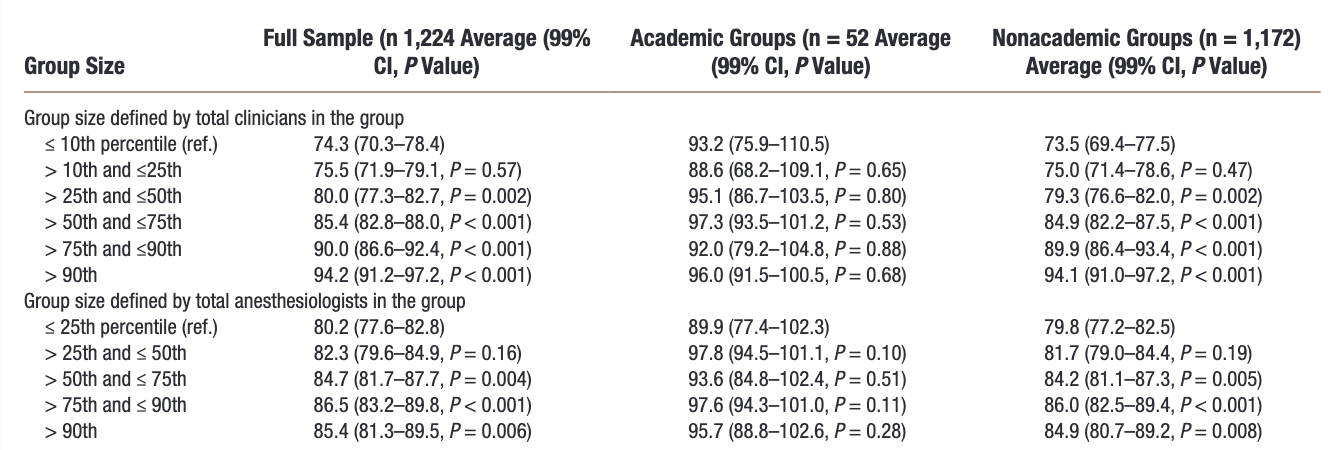 Full Sample (n 1,224 Average (99% Academic Groups (n = 52 Average Nonacademic Groups (n = 1,172)
Group Size CI, P Value) (99% CI, P Value) Average (99% CI, P Value)
Group size defined by total clinicians in the group
≤ 10th percentile (ref.) 74.3 (70.3–78.4) 93.2 (75.9–110.5) 73.5 (69.4–77.5)
> 10th and ≤25th 75.5 (71.9–79.1, P = 0.57) 88.6 (68.2–109.1, P = 0.65) 75.0 (71.4–78.6, P = 0.47)
> 25th and ≤50th 80.0 (77.3–82.7, P = 0.002) 95.1 (86.7–103.5, P = 0.80) 79.3 (76.6–82.0, P = 0.002)
> 50th and ≤75th 85.4 (82.8–88.0, P < 0.001) 97.3 (93.5–101.2, P = 0.53) 84.9 (82.2–87.5, P < 0.001)
> 75th and ≤90th 90.0 (86.6–92.4, P < 0.001) 92.0 (79.2–104.8, P = 0.88) 89.9 (86.4–93.4, P < 0.001)
> 90th 94.2 (91.2–97.2, P < 0.001) 96.0 (91.5–100.5, P = 0.68) 94.1 (91.0–97.2, P < 0.001)
Group size defined by total anesthesiologists in the group
≤ 25th percentile (ref.) 80.2 (77.6–82.8) 89.9 (77.4–102.3) 79.8 (77.2–82.5)
> 25th and ≤ 50th 82.3 (79.6–84.9, P = 0.16) 97.8 (94.5–101.1, P = 0.10) 81.7 (79.0–84.4, P = 0.19)
> 50th and ≤ 75th 84.7 (81.7–87.7, P = 0.004) 93.6 (84.8–102.4, P = 0.51) 84.2 (81.1–87.3, P = 0.005)
> 75th and ≤ 90th 86.5 (83.2–89.8, P < 0.001) 97.6 (94.3–101.0, P = 0.11) 86.0 (82.5–89.4, P < 0.001)
> 90th 85.4 (81.3–89.5, P = 0.006) 95.7 (88.8–102.6, P = 0.28) 84.9 (80.7–89.2, P = 0.008)